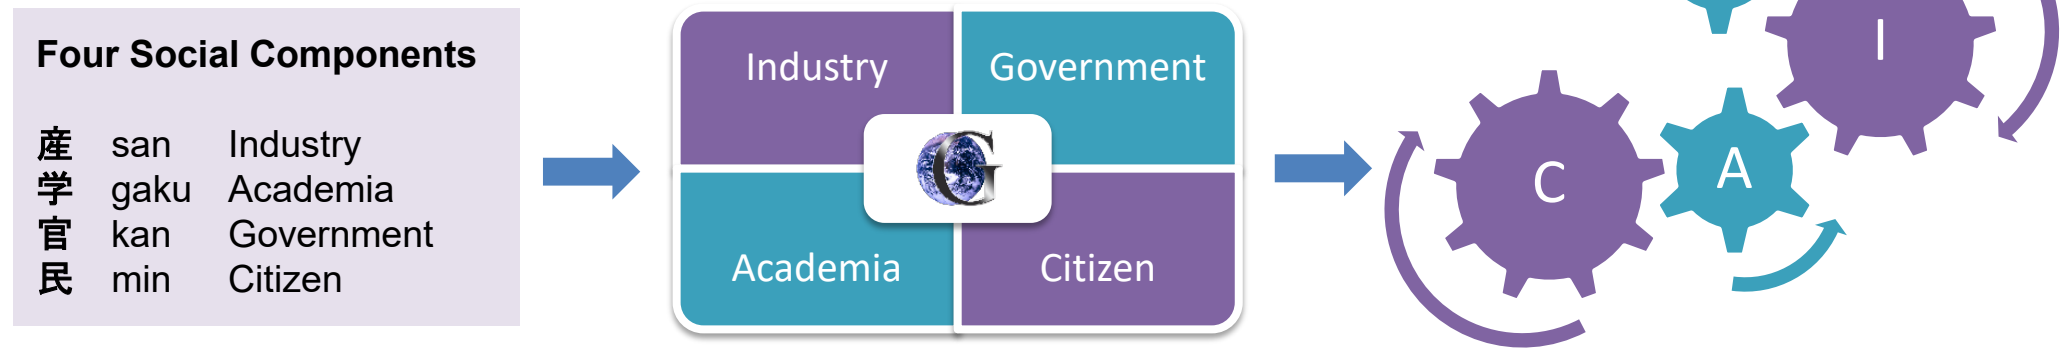 Four Social Components
産 san Industry
学 gaku Academia
官 kan Government
民 min Citizen
Industry
Government
G
Academia
Citizen
I
C
A